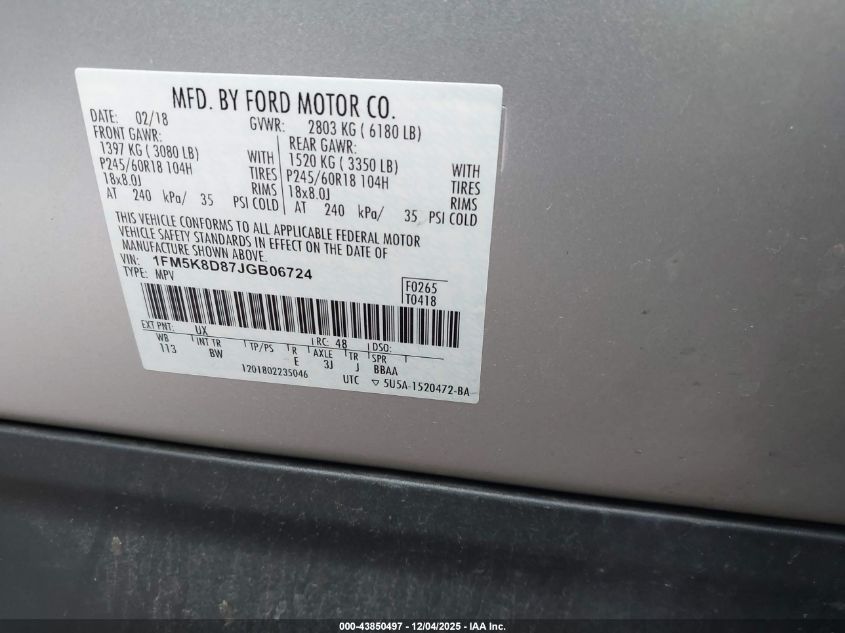 MFD. BY FORD MOTOR CO.
DATE: 02/18 GVWR: 2803 KG ( 6180 LB)
FRONT GAWR: REAR GAWR:
1397 KG ( 3080 LB) WITH 1520 KG ( 3350 LB) WITH
P245/60R18 104H TIRES P245/60R18 104H TIRES
18x8.0J RIMS 18x8.0J RIMS
AT 240 kPa/ 35 PSI COLD AT 240 kPa/ 35 PSI COLD
THIS VEHICLE CONFORMS TO ALL APPLICABLE FEDERAL MOTOR
VEHICLE SAFETY STANDARDS IN EFFECT ON THE DATE OF
MANUFACTURE SHOWN ABOVE.
VIN: 1FM5K8D87JGB06724
TYPE: MPV
F0265
T0418
EXT PNT: UX RC: 48 DSO:
WB INT TR TP/PS R AXLE TR SPR
113 BW E 3J J BBAA
1201802235046 UTC ▽ 5U5A-1520472-BA
000-43850497 - 12/04/2025 - IAA Inc.